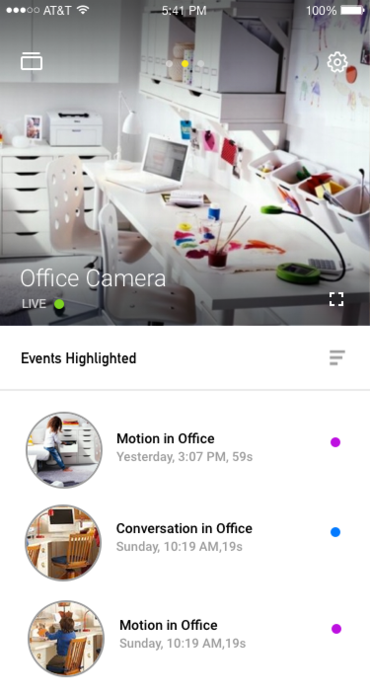 AT&T 5:41 PM 100%
Office Camera
LIVE
Events Highlighted
Motion in Office
Yesterday, 3:07 PM, 59s
Conversation in Office
Sunday, 10:19 AM,19s
Motion in Office
Sunday, 10:19 AM,19s